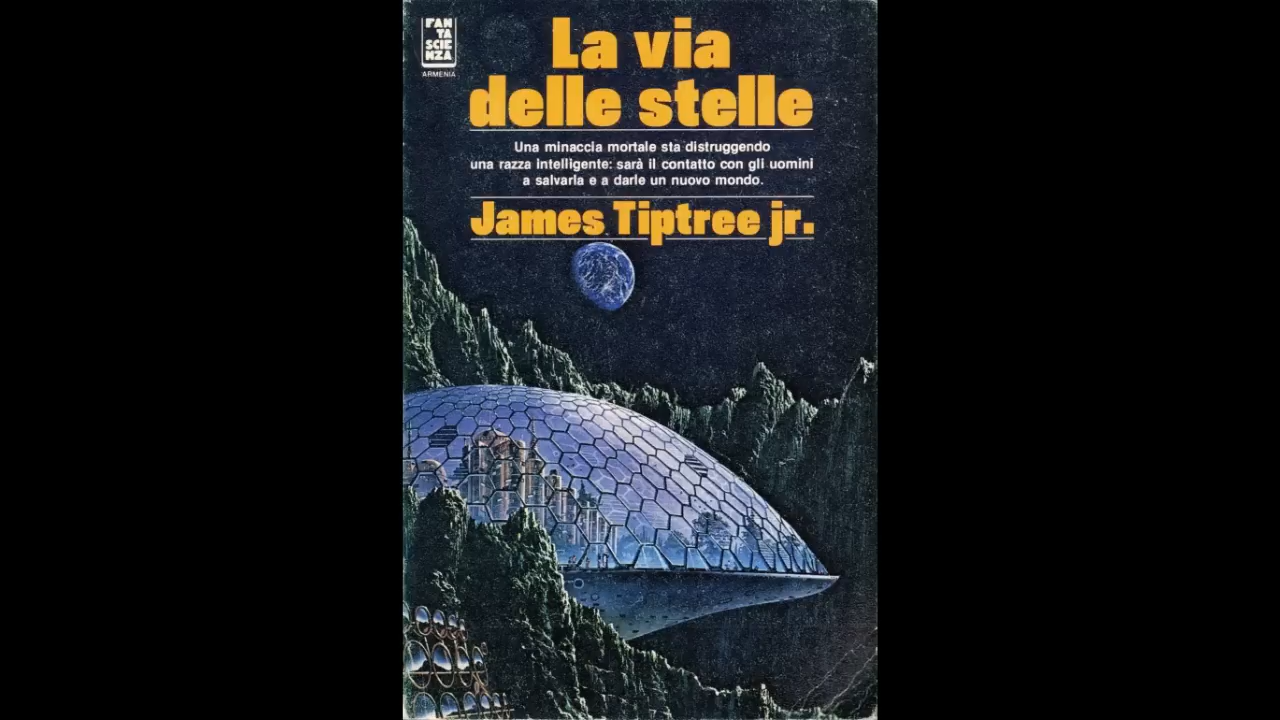 FAN
TA
SCIE
NZA
ARMENIA
La via
delle stelle
Una minaccia mortale sta distruggendo
una razza intelligente: sarà il contatto con gli uomini
a salvarla e a darle un nuovo mondo.
James Tiptree jr.